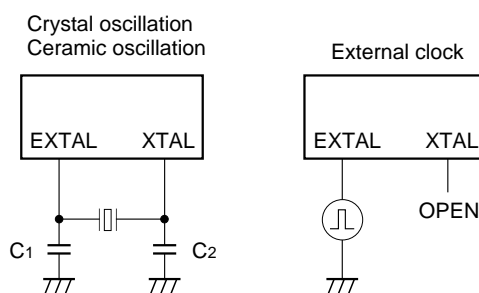 Crystal oscillation
Ceramic oscillation
EXTAL XTAL
C1 C2
External clock
EXTAL XTAL
OPEN